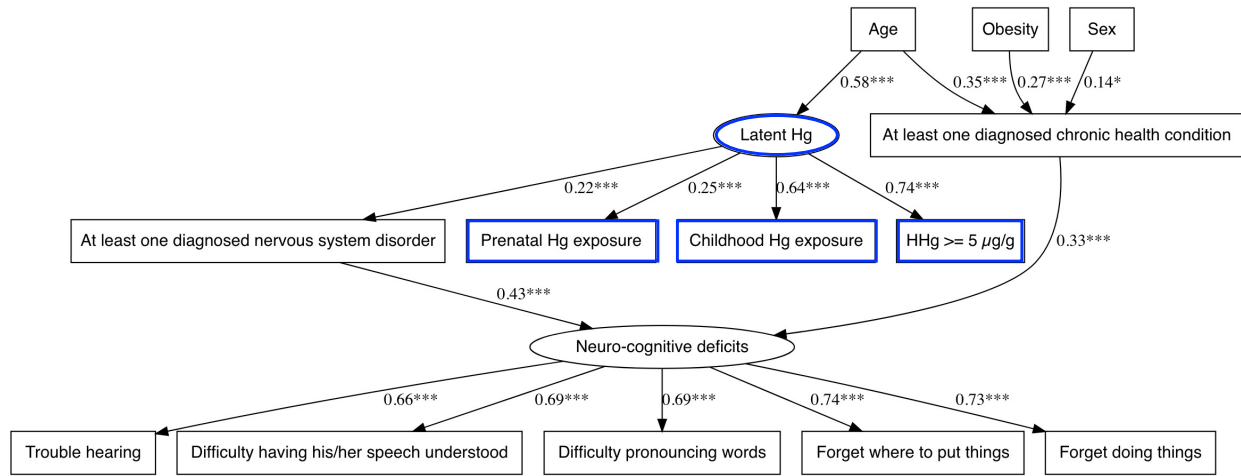 Age
Obesity
Sex
0.58***
0.35***
0.27***
0.14*
Latent Hg
At least one diagnosed chronic health condition
0.22***
0.25***
0.64***
0.74***
At least one diagnosed nervous system disorder
Prenatal Hg exposure
Childhood Hg exposure
HHg >= 5 µg/g
0.33***
0.43***
Neuro-cognitive deficits
0.66***
0.69***
0.69***
0.74***
0.73***
Trouble hearing
Difficulty having his/her speech understood
Difficulty pronouncing words
Forget where to put things
Forget doing things